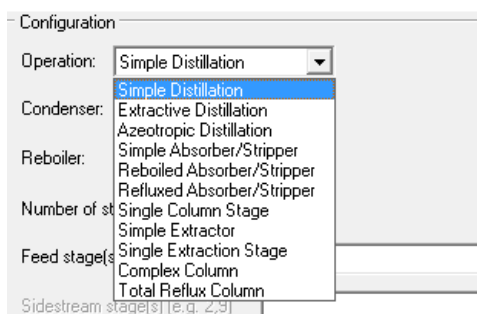 Configuration
Operation: Simple Distillation
Simple Distillation
Condenser: Extractive Distillation
Azeotropic Distillation
Reboiler: Simple Absorber/Stripper
Reboiled Absorber/Stripper
Refluxed Absorber/Stripper
Number of st Single Column Stage
Simple Extractor
Feed stage(s Single Extraction Stage
Complex Column
Total Reflux Column
Sidestream stage(s) [e.g. 2,9]